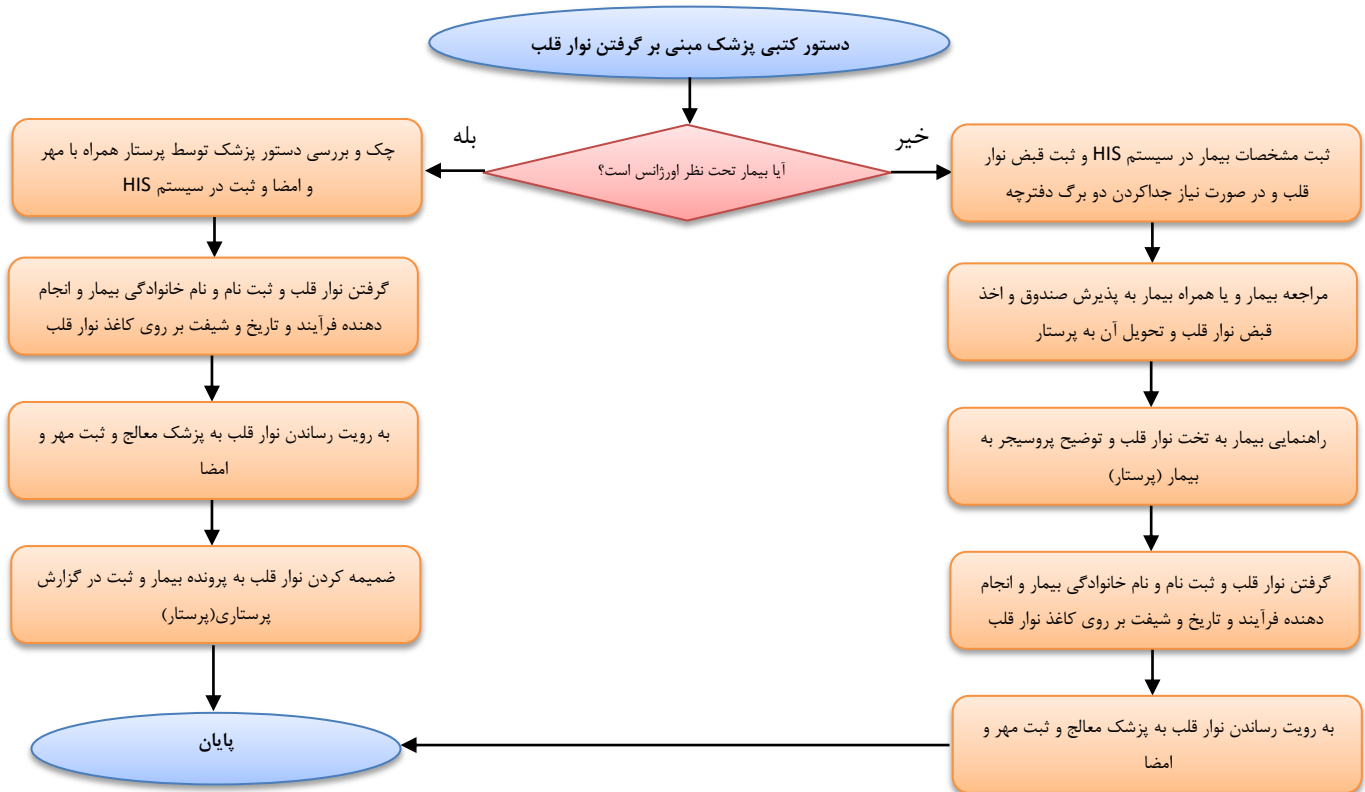 دستور کتبی پزشک مبنی بر گرفتن نوار قلب
آیا بیمار تحت نظر اورژانس است؟
خیر
ثبت مشخصات بیمار در سیستم HIS و ثبت قبض نوار
قلب و در صورت نیاز جداکردن دو برگ دفترچه
مراجعه بیمار و یا همراه بیمار به پذیرش صندوق و اخذ
قبض نوار قلب و تحویل آن به پرستار
راهنمایی بیمار به تخت نوار قلب و توضیح پروسیجر به
بیمار (پرستار)
گرفتن نوار قلب و ثبت نام و نام خانوادگی بیمار و انجام
دهنده فرآیند و تاریخ و شیفت بر روی کاغذ نوار قلب
به رویت رساندن نوار قلب به پزشک معالج و ثبت مهر و
امضا
بله
چک و بررسی دستور پزشک توسط پرستار همراه با مهر
و امضا و ثبت در سیستم HIS
گرفتن نوار قلب و ثبت نام و نام خانوادگی بیمار و انجام
دهنده فرآیند و تاریخ و شیفت بر روی کاغذ نوار قلب
به رویت رساندن نوار قلب به پزشک معالج و ثبت مهر و
امضا
ضمیمه کردن نوار قلب به پرونده بیمار و ثبت در گزارش
پرستاری(پرستار)
پایان